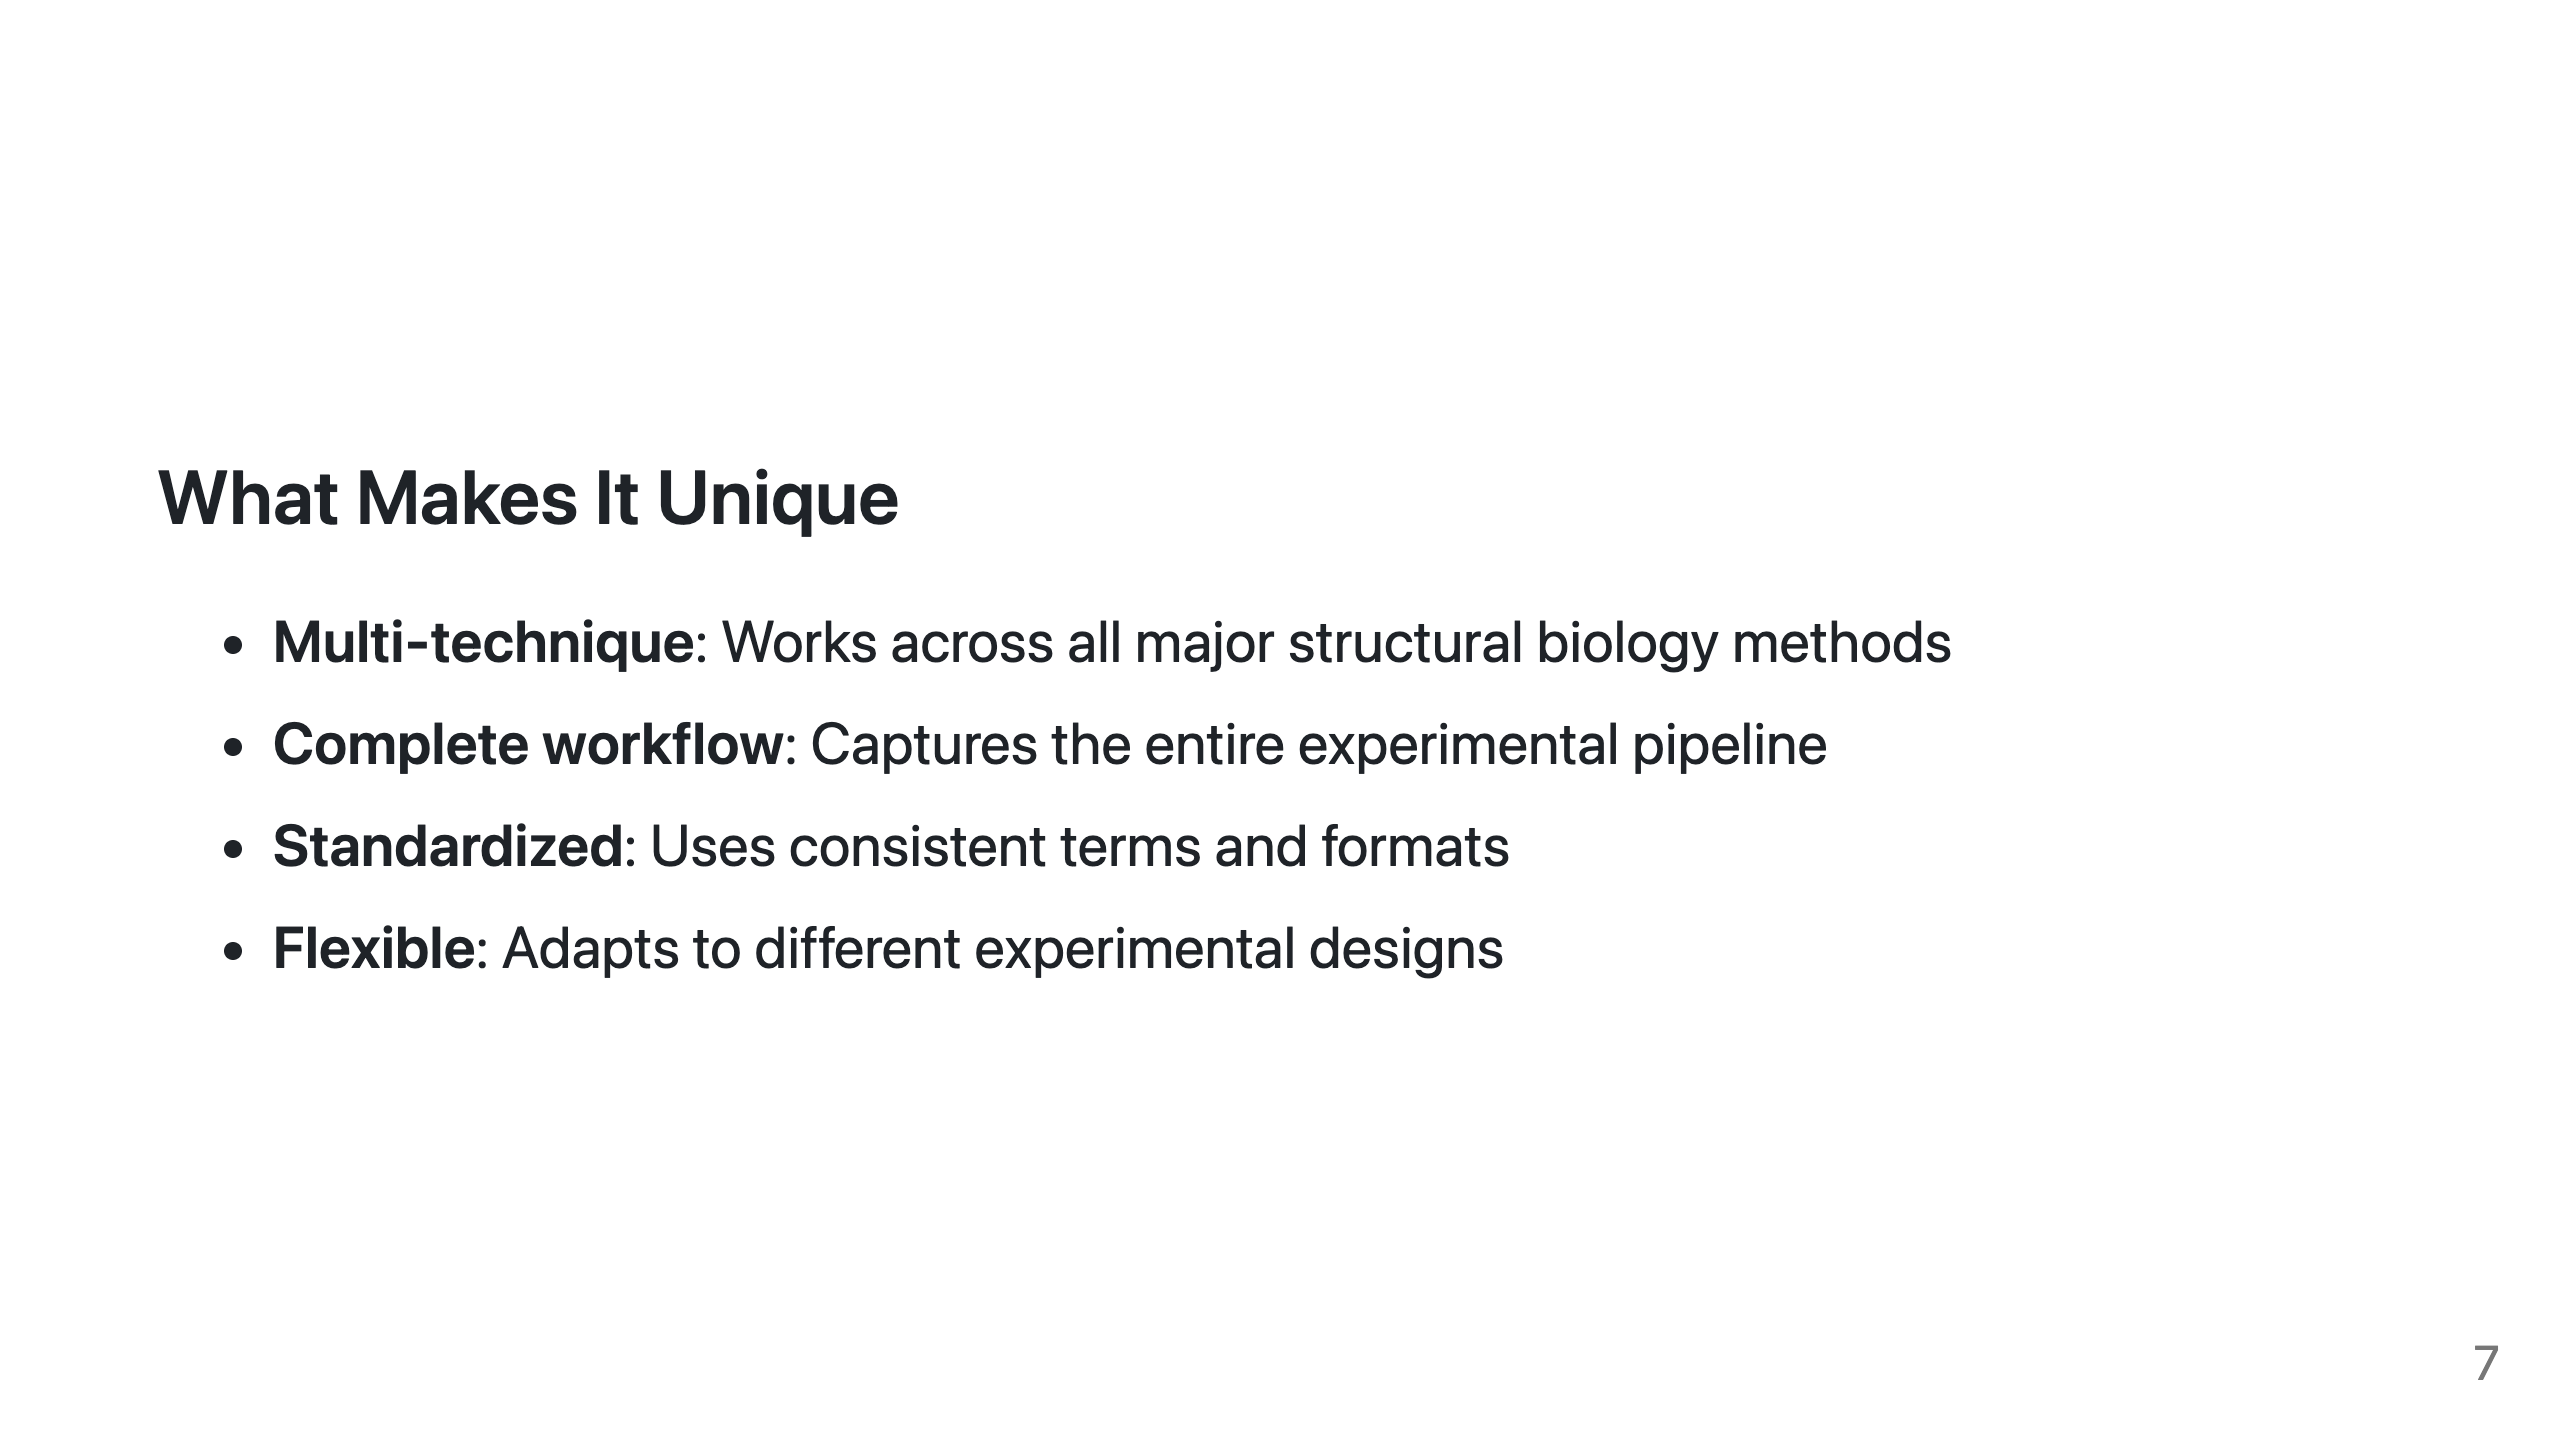 What Makes It Unique
• Multi-technique: Works across all major structural biology methods
• Complete workflow: Captures the entire experimental pipeline
• Standardized: Uses consistent terms and formats
• Flexible: Adapts to different experimental designs
7